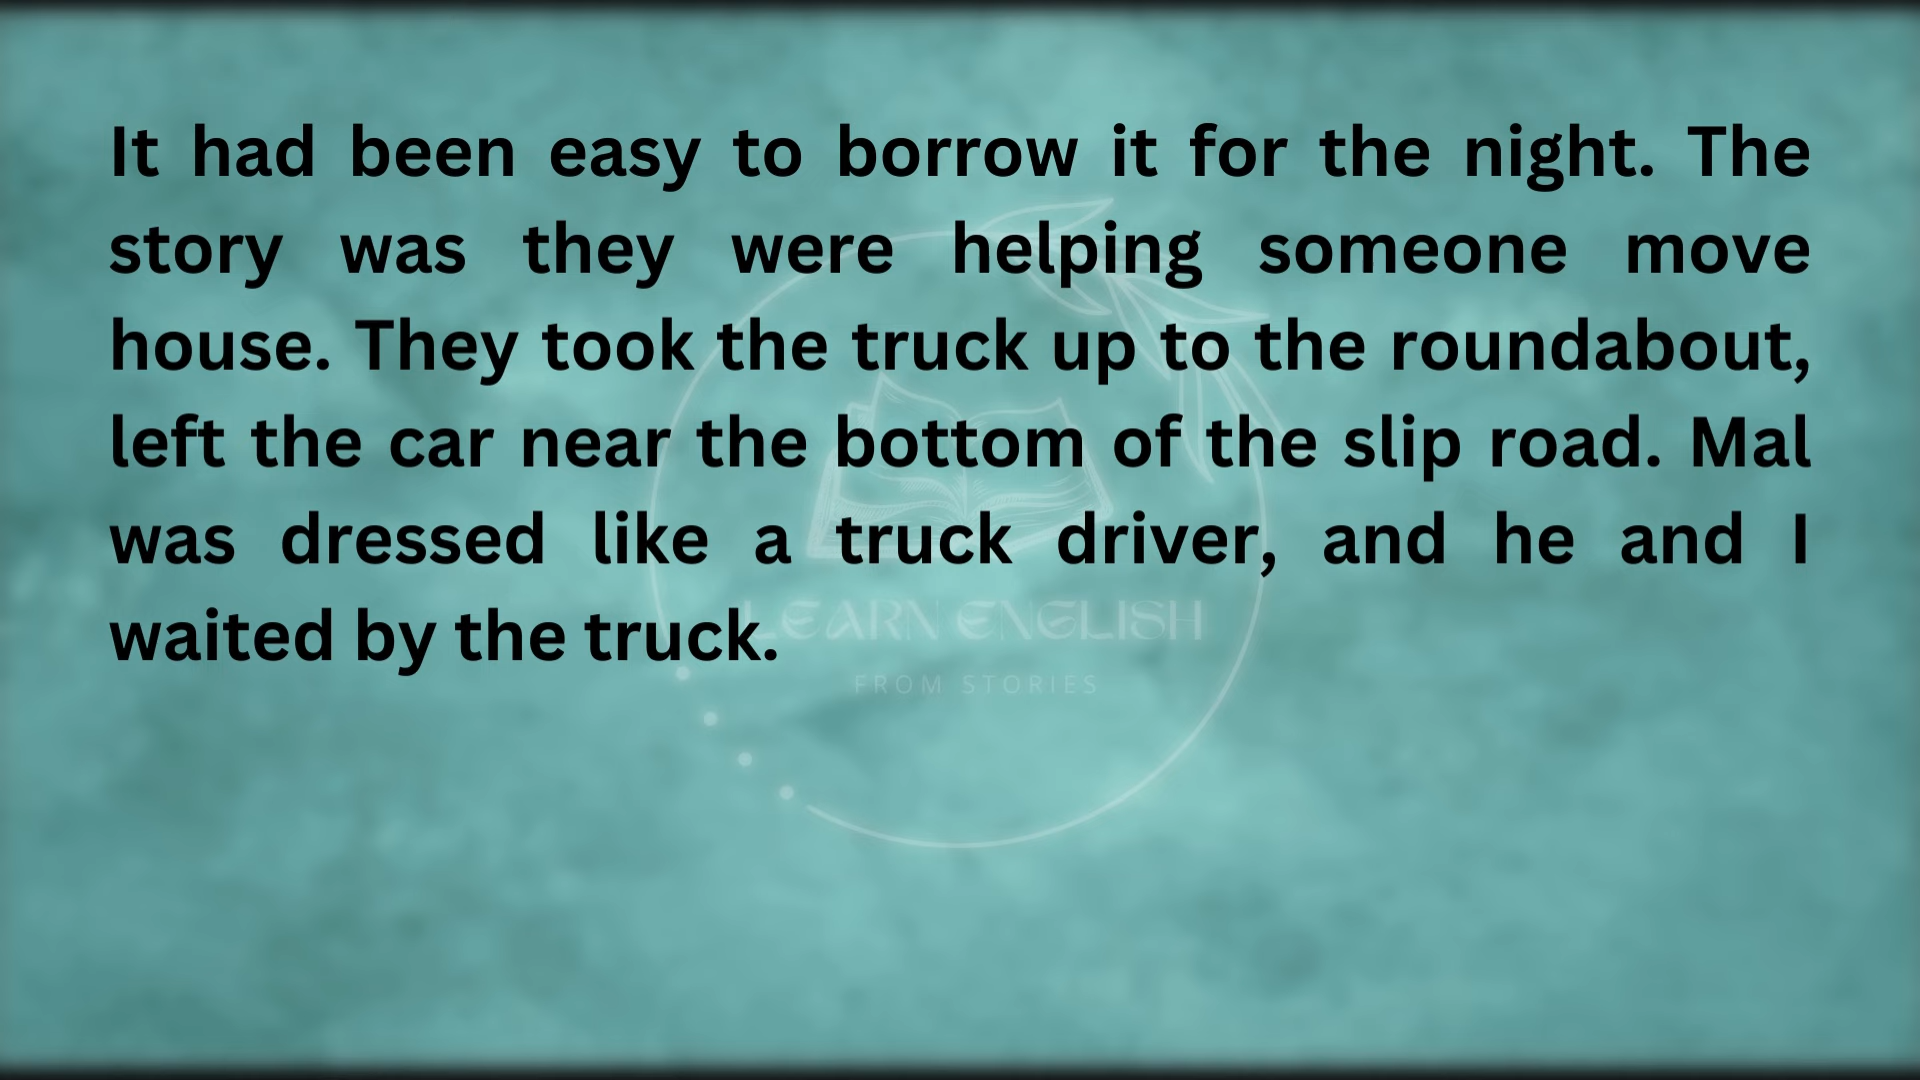 It had been easy to borrow it for the night. The
story was they were helping someone move
house. They took the truck up to the roundabout,
left the car near the bottom of the slip road. Mal
was dressed like a truck driver, and he and I
waited by the truck.
LEARN ENGLISH
FROM STORIES